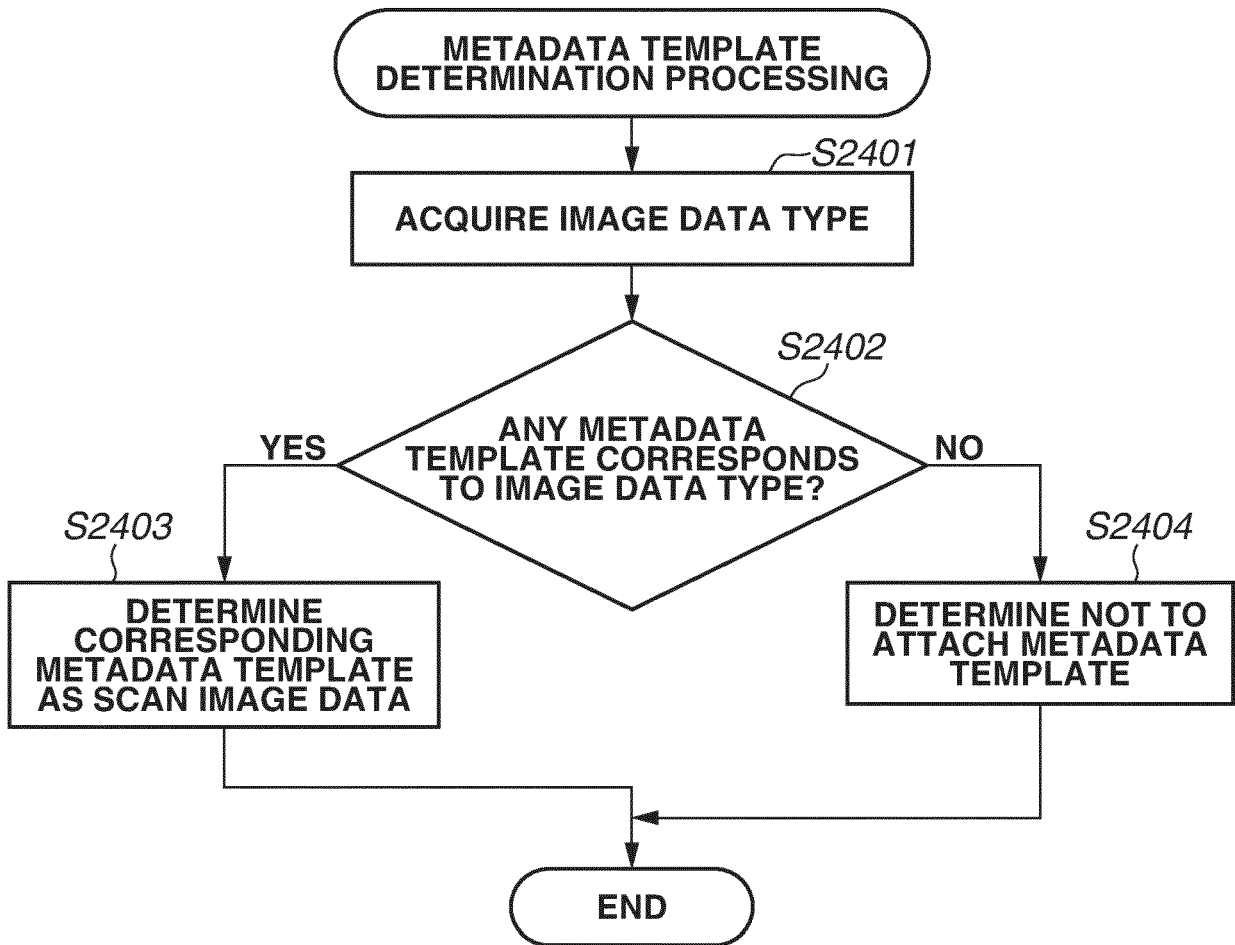 METADATA TEMPLATE
DETERMINATION PROCESSING
S2401
ACQUIRE IMAGE DATA TYPE
S2402
ANY METADATA
TEMPLATE CORRESPONDS
TO IMAGE DATA TYPE?
YES
NO
S2403
DETERMINE
CORRESPONDING
METADATA TEMPLATE
AS SCAN IMAGE DATA
S2404
DETERMINE NOT TO
ATTACH METADATA
TEMPLATE
END